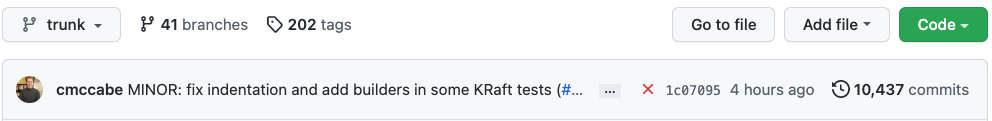 trunk 41 branches 202 tags Go to file Add file Code
cmccabe MINOR: fix indentation and add builders in some KRaft tests (#... ... 1c07095 4 hours ago 10,437 commits